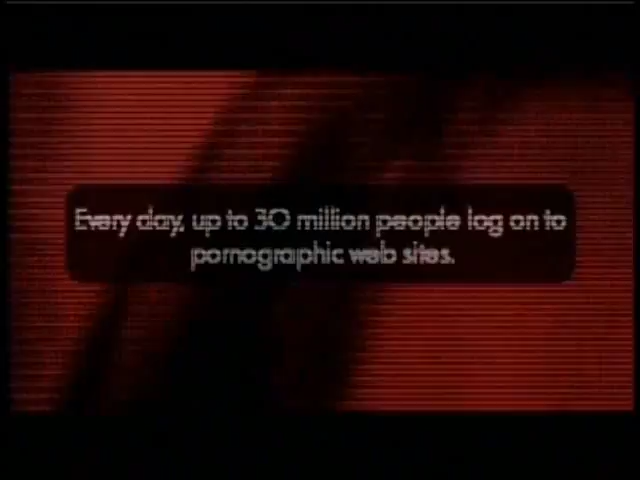 Every day, up to 30 million people log on to
pornographic web sites.